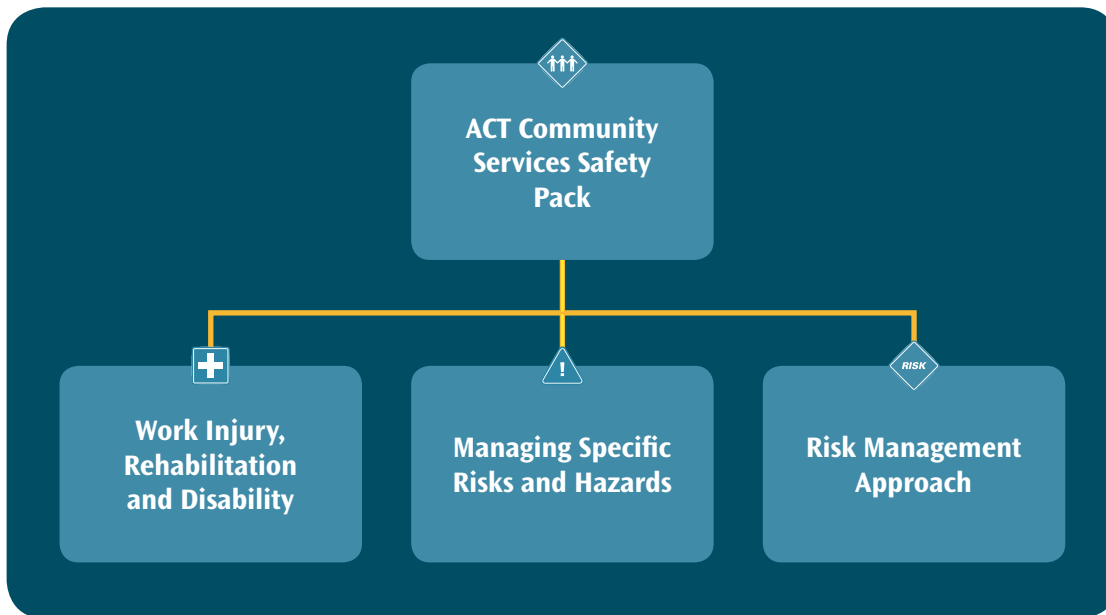 ACT Community
Services Safety
Pack
Work Injury,
Rehabilitation
and Disability
!
Managing Specific
Risks and Hazards
RISK
Risk Management
Approach